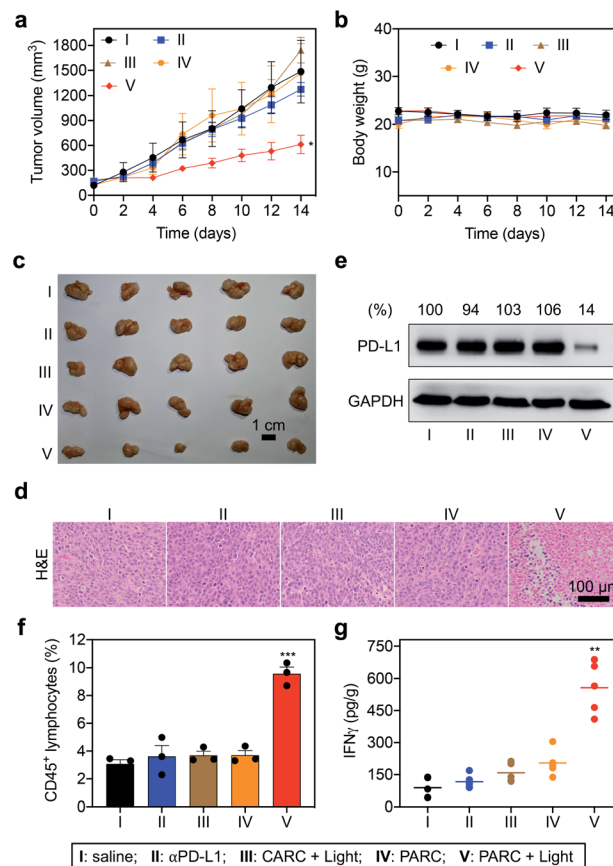 a
Tumor volume (mm³)
1800
1500
1200
900
600
300
0
I II
III IV
V
*
0 2 4 6 8 10 12 14
Time (days)
b
Body weight (g)
40
30
20
10
0
I II III
IV V
0 2 4 6 8 10 12 14
Time (days)
c
I
II
III
IV
V
1 cm
e
(%) 100 94 103 106 14
PD-L1
GAPDH
I II III IV V
d
I II III IV V
H&E
100 μm
f
CD45⁺ lymphocytes (%)
12
10
8
6
4
2
0
***
I II III IV V
g
IFNγ (pg/g)
750
600
450
300
150
0
**
I II III IV V
I: saline; II: αPD-L1; III: CARC + Light; IV: PARC; V: PARC + Light